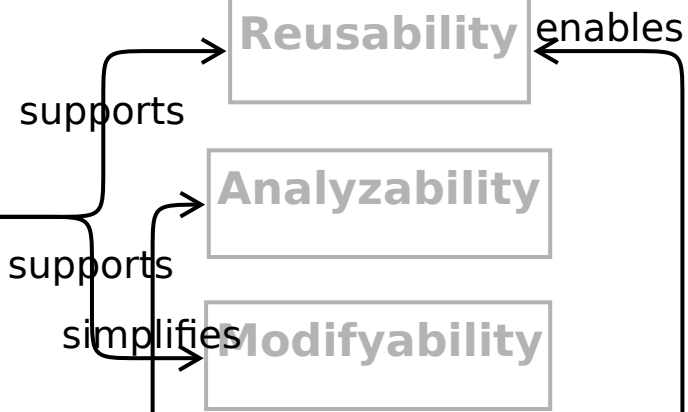 enables
Reusability
supports
Analyzability
supports
simplifies
Modifyability